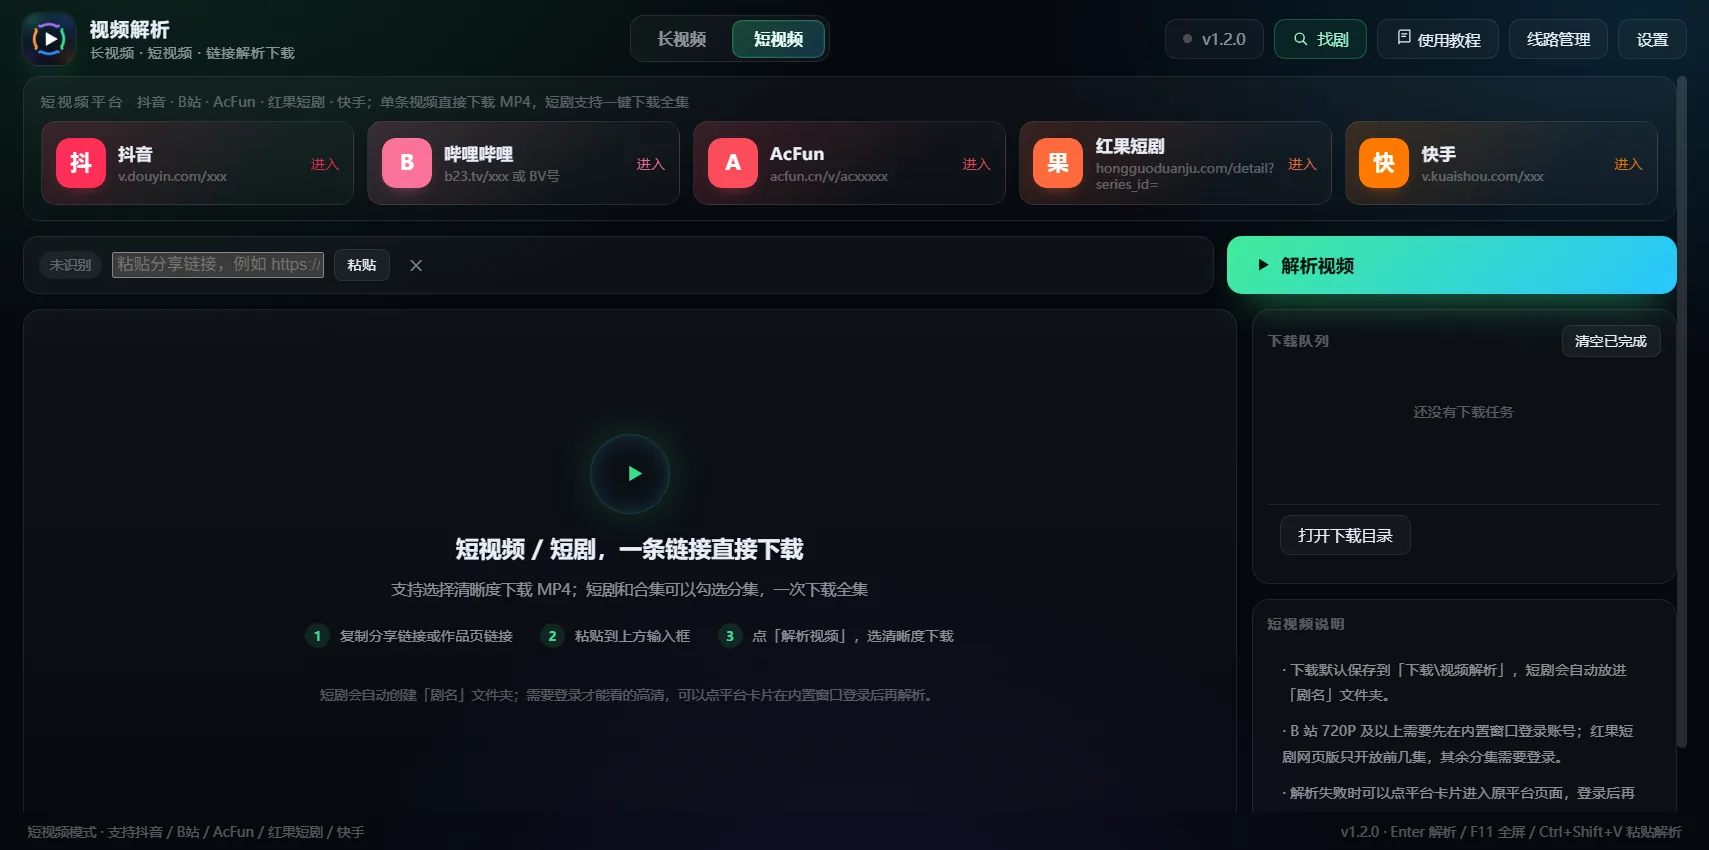 视频解析
长视频 · 短视频 · 链接解析下载
长视频
短视频
v1.2.0
找剧
使用教程
线路管理
设置
短视频平台 抖音 · B站 · AcFun · 红果短剧 · 快手；单条视频直接下载 MP4，短剧支持一键下载全集
抖
抖音
v.douyin.com/xxx
进入
B
哔哩哔哩
b23.tv/xxx 或 BV号
进入
A
AcFun
acfun.cn/v/acxxxxx
进入
果
红果短剧
hongguoduanju.com/detail?
series_id=
进入
快
快手
v.kuaishou.com/xxx
进入
未识别
粘贴分享链接，例如 https://
粘贴
解析视频
短视频 / 短剧，一条链接直接下载
支持选择清晰度下载 MP4；短剧和合集可以勾选分集，一次下载全集
1 复制分享链接或作品页链接
2 粘贴到上方输入框
3 点「解析视频」，选清晰度下载
短剧会自动创建「剧名」文件夹；需要登录才能看的高清，可以点平台卡片在内置窗口登录后再解析。
下载队列
清空已完成
还没有下载任务
打开下载目录
短视频说明
· 下载默认保存到「下载\视频解析」，短剧会自动放进
「剧名」文件夹。
· B 站 720P 及以上需要先在内置窗口登录账号；红果短
剧网页版只开放前几集，其余分集需要登录。
· 解析失败时可以点平台卡片进入原平台页面，登录后再
短视频模式 · 支持抖音 / B站 / AcFun / 红果短剧 / 快手
v1.2.0 · Enter 解析 / F11 全屏 / Ctrl+Shift+V 粘贴解析